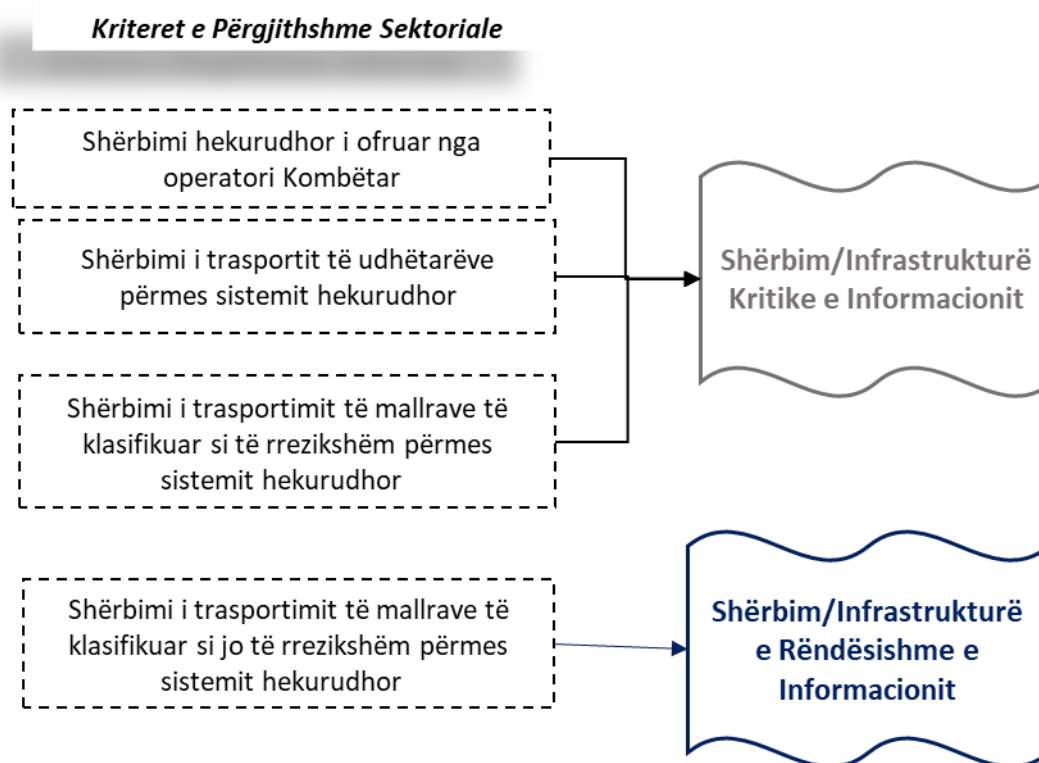 Kriteret e Përgjithshme Sektoriale
Shërbimi hekurudhor i ofruar nga
operatori Kombëtar
Shërbimi i trasportit të udhëtarëve
përmes sistemit hekurudhor
Shërbimi i trasportimit të mallrave të
klasifikuar si të rrezikshëm përmes
sistemit hekurudhor
Shërbim/Infrastrukturë
Kritike e Informacionit
Shërbimi i trasportimit të mallrave të
klasifikuar si jo të rrezikshëm përmes
sistemit hekurudhor
Shërbim/Infrastrukturë
e Rëndësishme e
Informacionit